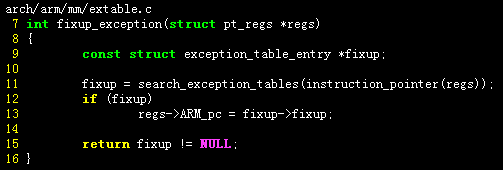 arch/arm/mm/extable.c
7 int fixup_exception(struct pt_regs *regs)
8 {
9         const struct exception_table_entry *fixup;
10
11         fixup = search_exception_tables(instruction_pointer(regs));
12         if (fixup)
13                 regs->ARM_pc = fixup->fixup;
14
15         return fixup != NULL;
16 }